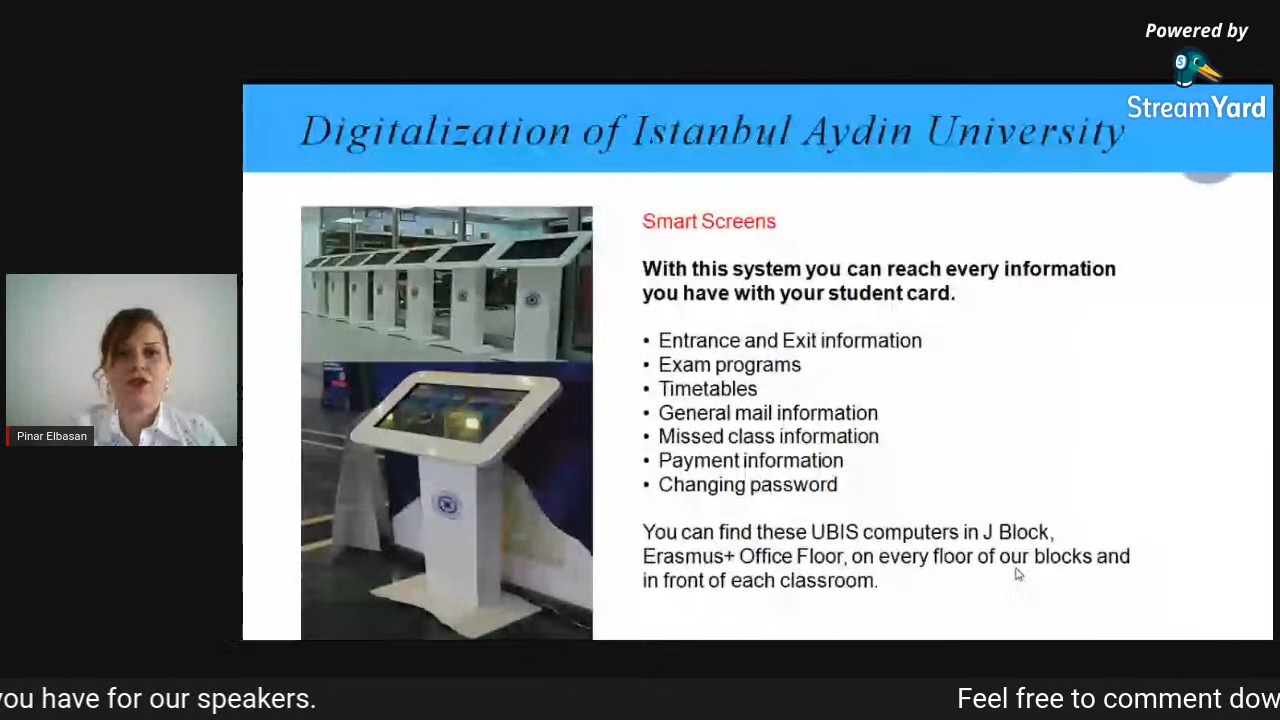 Powered by
StreamYard
Digitalization of Istanbul Aydin University
Smart Screens
With this system you can reach every information
you have with your student card.
• Entrance and Exit information
• Exam programs
• Timetables
• General mail information
• Missed class information
• Payment information
• Changing password
You can find these UBIS computers in J Block,
Erasmus+ Office Floor, on every floor of our blocks and
in front of each classroom.
Pinar Elbasan
you have for our speakers.
Feel free to comment dow